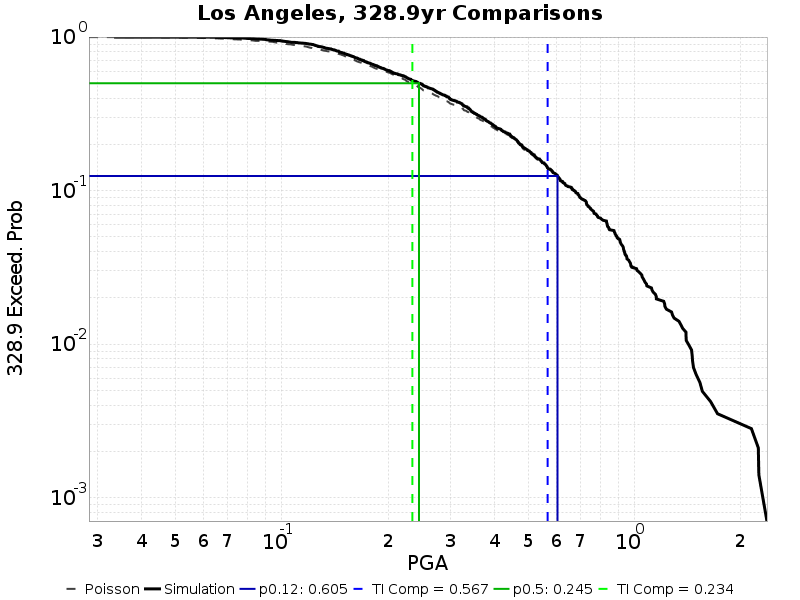 Los Angeles, 328.9yr Comparisons
10^0
10^-1
10^-2
10^-3
328.9 Exceed. Prob
3 4 5 6 7 10^-1 2 3 4 5 6 7 10^0 2
PGA
Poisson Simulation p0.12: 0.605 TI Comp = 0.567 p0.5: 0.245 TI Comp = 0.234